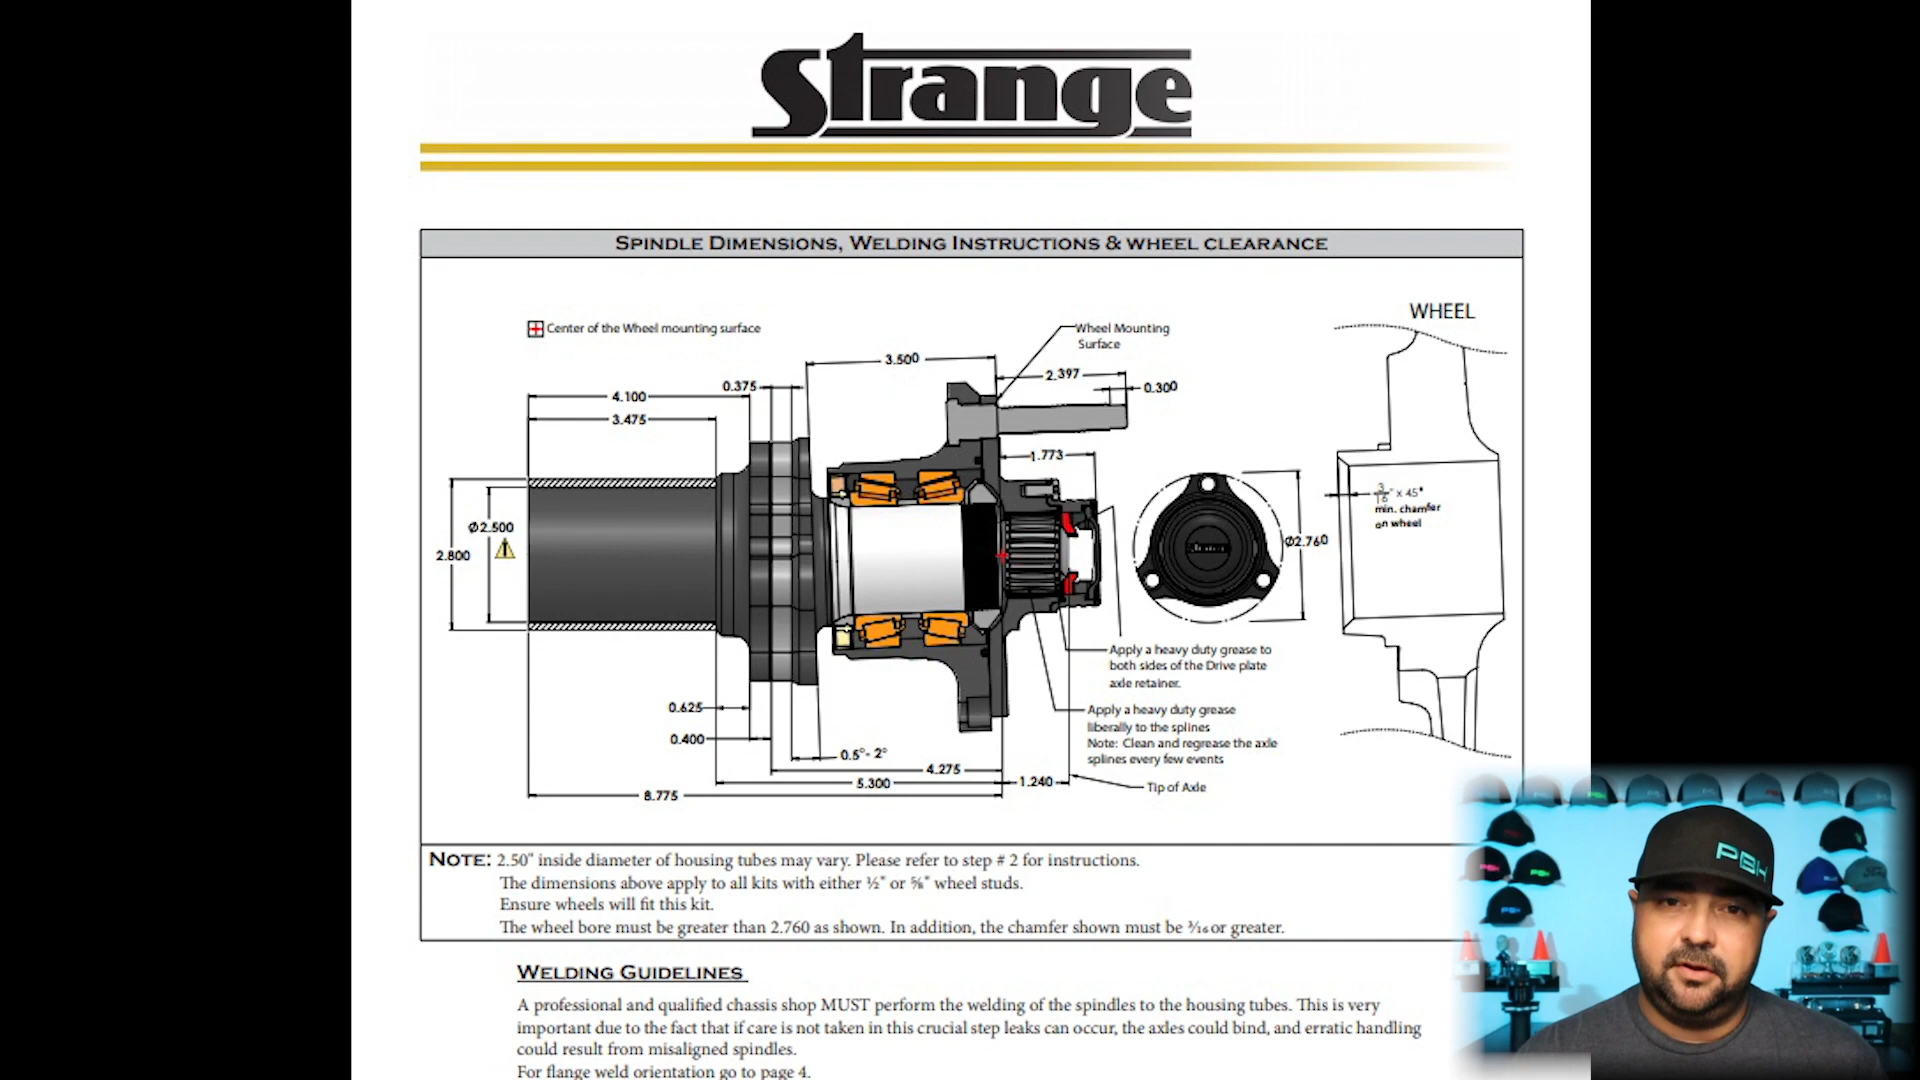 Strange
SPINDLE DIMENSIONS, WELDING INSTRUCTIONS & WHEEL CLEARANCE
WHEEL
Center of the Wheel mounting surface
Wheel Mounting
Surface
3.500
2.397
0.375
0.300
4.100
3.475
1.773
3/16" x 45°
min. chamfer
on wheel
Ø2.500
Ø2.760
2.800
Apply a heavy duty grease to
both sides of the Drive plate
axle retainer.
0.625
Apply a heavy duty grease
liberally to the splines
0.400
Note: Clean and regrease the axle
splines every few events
0.5°- 2°
4.275
5.300
1.240
Tip of Axle
8.775
NOTE: 2.50" inside diameter of housing tubes may vary. Please refer to step # 2 for instructions.
The dimensions above apply to all kits with either ½" or ⅝" wheel studs.
Ensure wheels will fit this kit.
The wheel bore must be greater than 2.760 as shown. In addition, the chamfer shown must be 3/16 or greater.
WELDING GUIDELINES
A professional and qualified chassis shop MUST perform the welding of the spindles to the housing tubes. This is very
important due to the fact that if care is not taken in this crucial step leaks can occur, the axles could bind, and erratic handling
could result from misaligned spindles.
For flange weld orientation go to page 4.
PBH